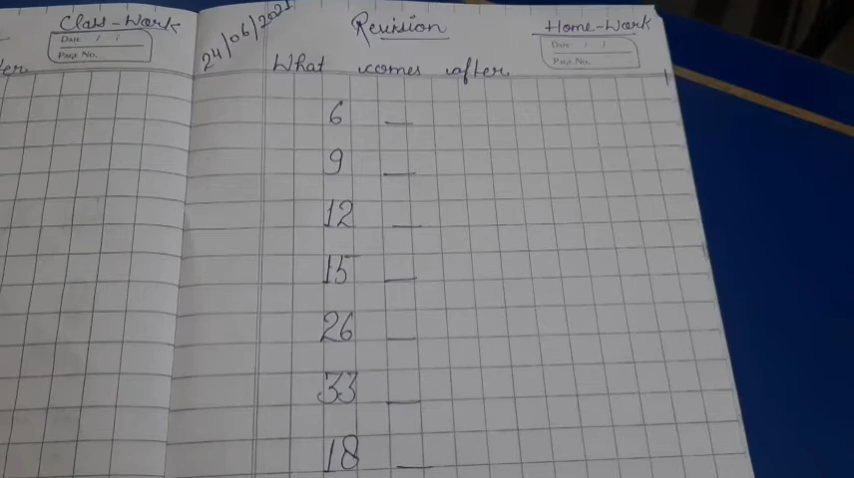 Class-Work
Date / /
Page No.
24/06/2021
Revision
Home-Work
Date / /
Page No.
What comes after
6 __
9 __
12 __
15 __
26 __
33 __
18 __